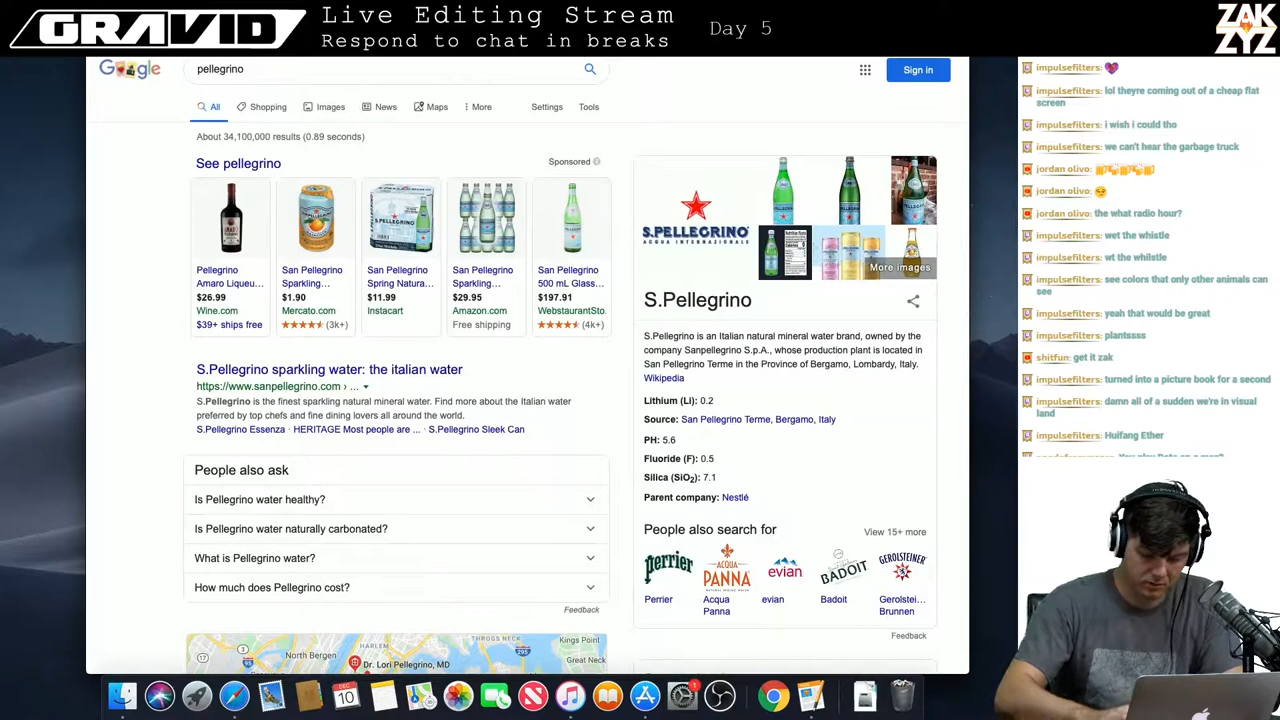 GRAVID
Live Editing Stream
Respond to chat in breaks
Day 5
ZAK
ZYZ
Google
pellegrino
Sign in
All
Shopping
Images
News
Maps
More
Settings
Tools
About 34,100,000 results (0.89 seconds)
See pellegrino
Sponsored
Pellegrino
Amaro Liqueu...
$26.99
Wine.com
$39+ ships free
San Pellegrino
Sparkling...
$1.90
Mercato.com
(3k+)
San Pellegrino
Spring Natura...
$11.99
Instacart
San Pellegrino
Sparkling...
$29.95
Amazon.com
Free shipping
San Pellegrino
500 mL Glass...
$197.91
WebstaurantSto.
(4k+)
S.Pellegrino sparkling water: the italian water
https://www.sanpellegrino.com › ...
S.Pellegrino is the finest sparkling natural mineral water. Find more about the Italian water
preferred by top chefs and fine dining lovers all around the world.
S.Pellegrino Essenza · HERITAGE Most people are ... · S.Pellegrino Sleek Can
People also ask
Is Pellegrino water healthy?
Is Pellegrino water naturally carbonated?
What is Pellegrino water?
How much does Pellegrino cost?
Feedback
HARLEM
THROGS NECK
Kings Point
North Bergen
Great Neck
Dr. Lori Pellegrino, MD
S.PELLEGRINO
ACQUA INTERNAZIONALE
More images
S.Pellegrino
S.Pellegrino is an Italian natural mineral water brand, owned by the
company Sanpellegrino S.p.A., whose production plant is located in
San Pellegrino Terme in the Province of Bergamo, Lombardy, Italy.
Wikipedia
Lithium (Li): 0.2
Source: San Pellegrino Terme, Bergamo, Italy
PH: 5.6
Fluoride (F): 0.5
Silica (SiO₂): 7.1
Parent company: Nestlé
People also search for
View 15+ more
perrier
ACQUA
PANNA
evian
BADOIT
GEROLSTEINER
Perrier
Acqua
Panna
evian
Badoit
Gerolstei...
Brunnen
Feedback
impulsefilters: 
impulsefilters: lol theyre coming out of a cheap flat
screen
impulsefilters: i wish i could tho
impulsefilters: we can't hear the garbage truck
jordan olivo: 🍺🍻🍺🍻🍺
jordan olivo: 😏
jordan olivo: the what radio hour?
impulsefilters: wet the whistle
impulsefilters: wt the whilstle
impulsefilters: see colors that only other animals can
see
impulsefilters: yeah that would be great
impulsefilters: plantssss
shitfun: get it zak
impulsefilters: turned into a picture book for a second
impulsefilters: damn all of a sudden we're in visual
land
impulsefilters: Huifang Ether
DEC
10
1